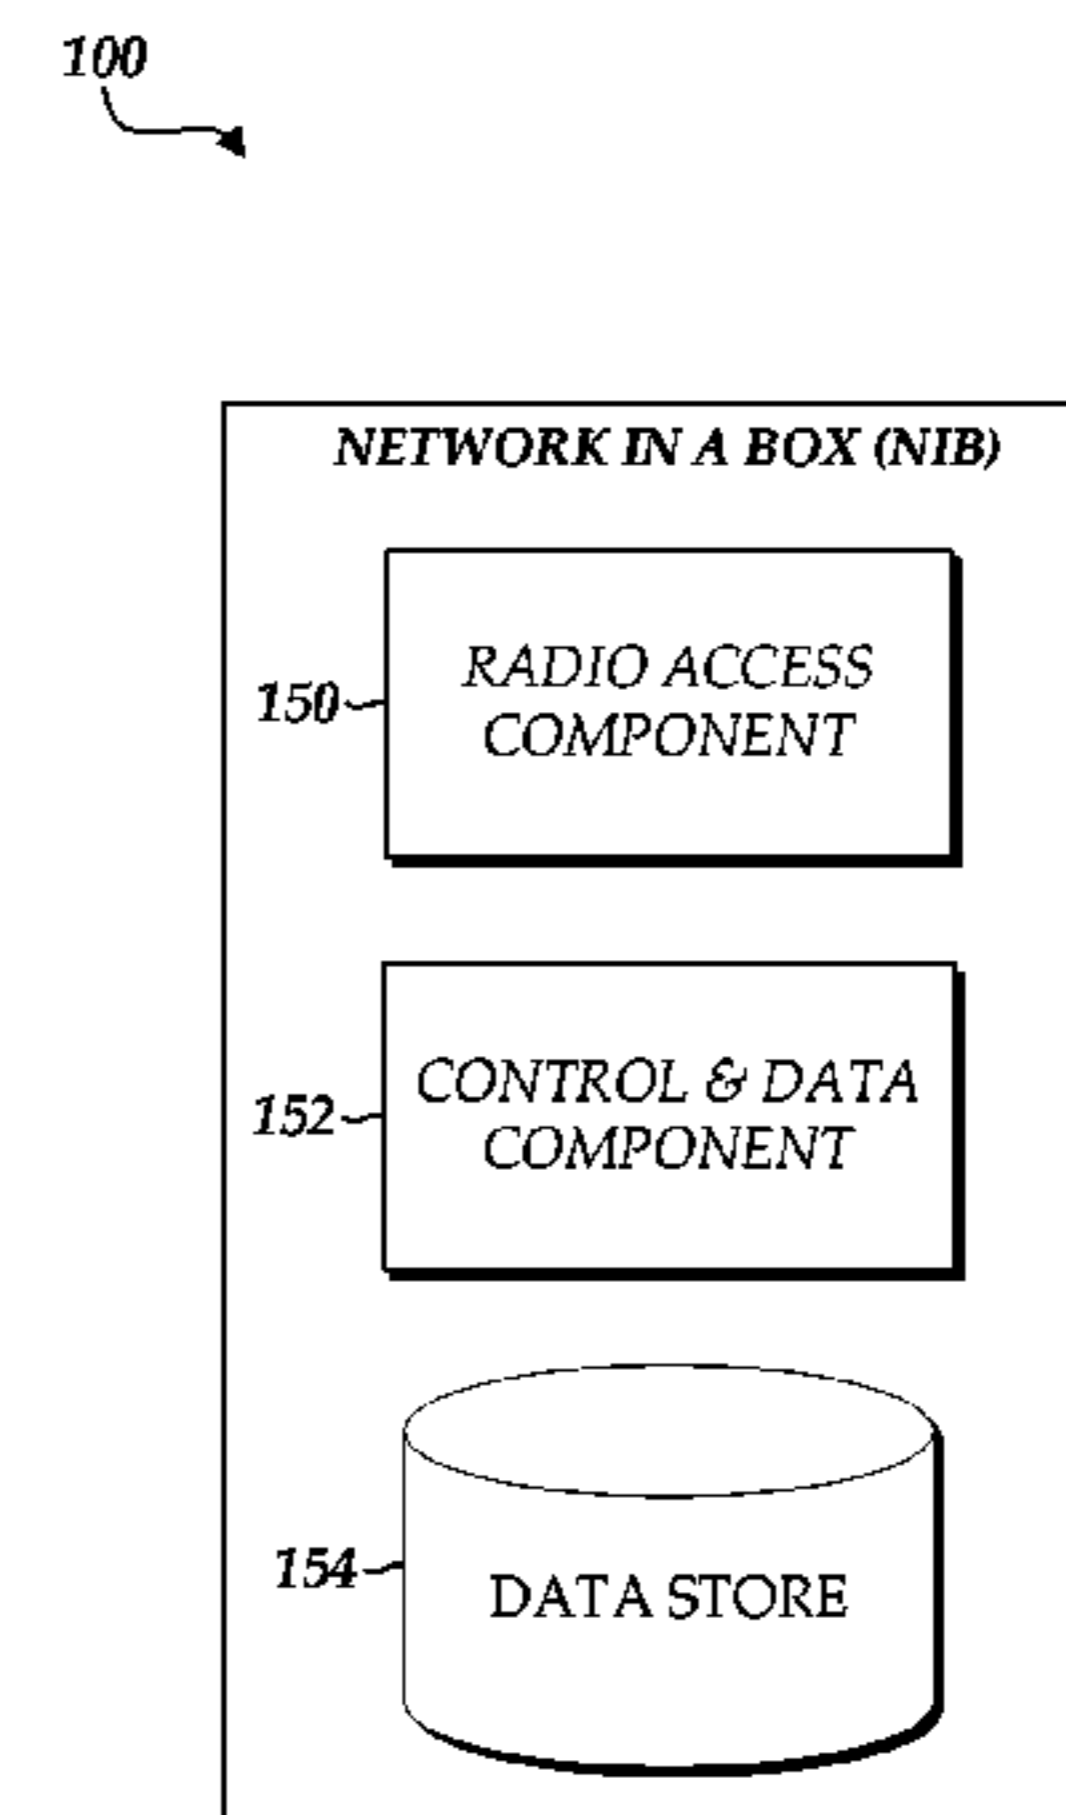 100
NETWORK IN A BOX (NIB)
150
RADIO ACCESS
COMPONENT
152
CONTROL & DATA
COMPONENT
154
DATA STORE